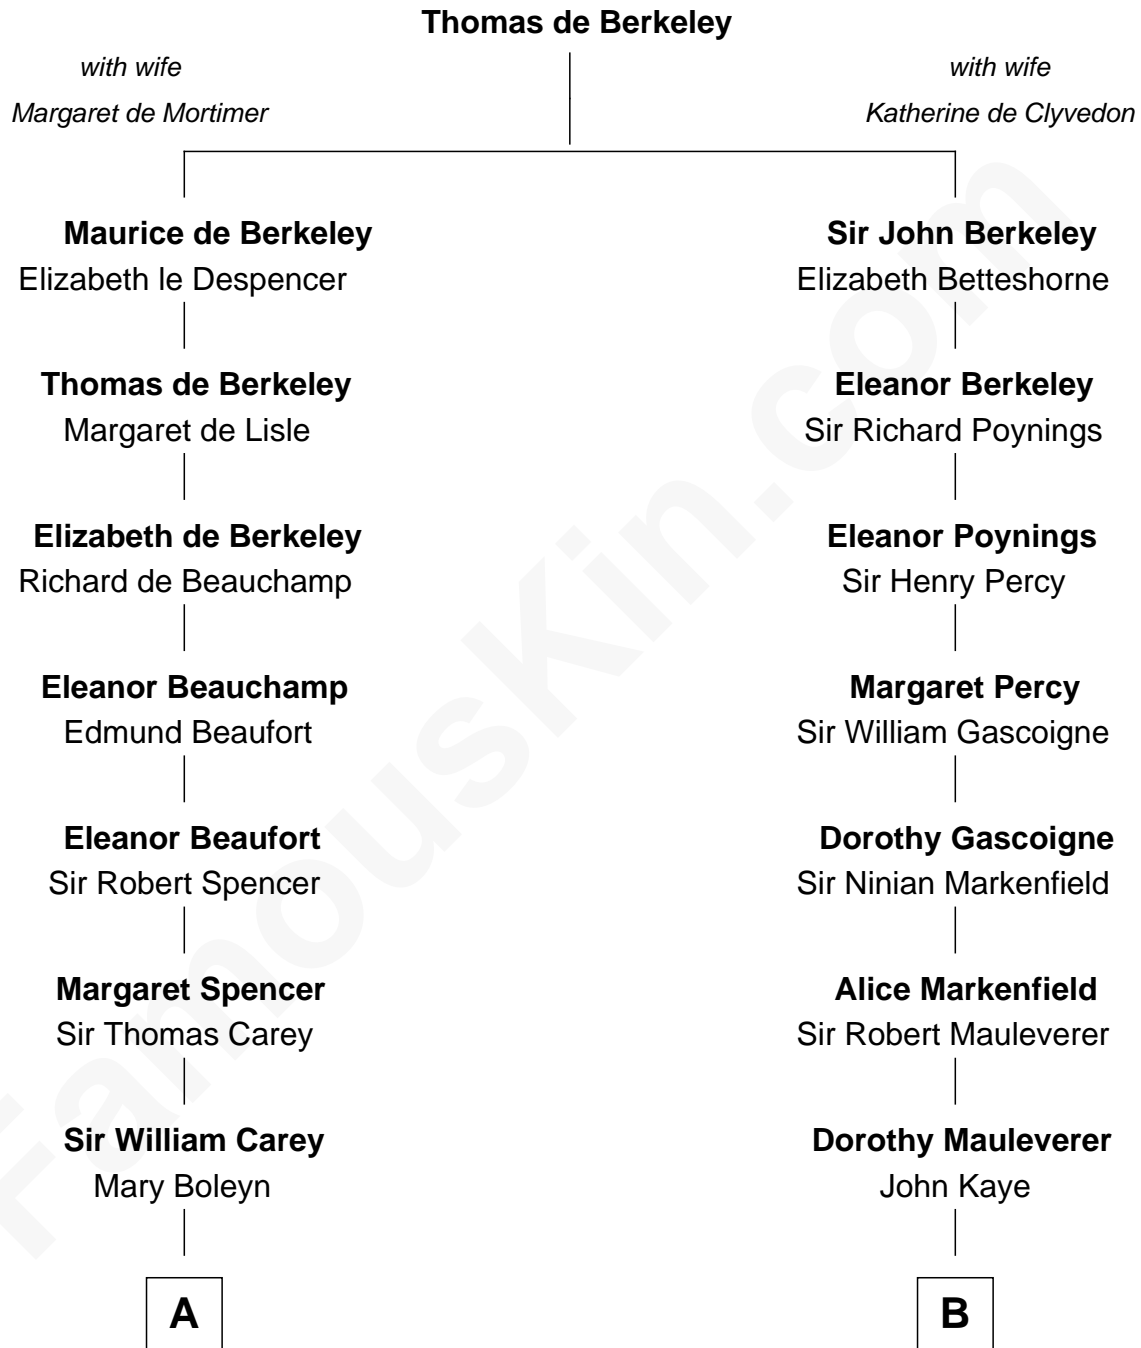 Thomas de Berkeley
with wife
Margaret de Mortimer
with wife
Katherine de Clyvedon
Maurice de Berkeley
Elizabeth le Despencer
Sir John Berkeley
Elizabeth Betteshorne
Thomas de Berkeley
Margaret de Lisle
Eleanor Berkeley
Sir Richard Poynings
Elizabeth de Berkeley
Richard de Beauchamp
Eleanor Poynings
Sir Henry Percy
Eleanor Beauchamp
Edmund Beaufort
Margaret Percy
Sir William Gascoigne
Eleanor Beaufort
Sir Robert Spencer
Dorothy Gascoigne
Sir Ninian Markenfield
Margaret Spencer
Sir Thomas Carey
Alice Markenfield
Sir Robert Mauleverer
Sir William Carey
Mary Boleyn
Dorothy Mauleverer
John Kaye
A
B
FamousKin.com